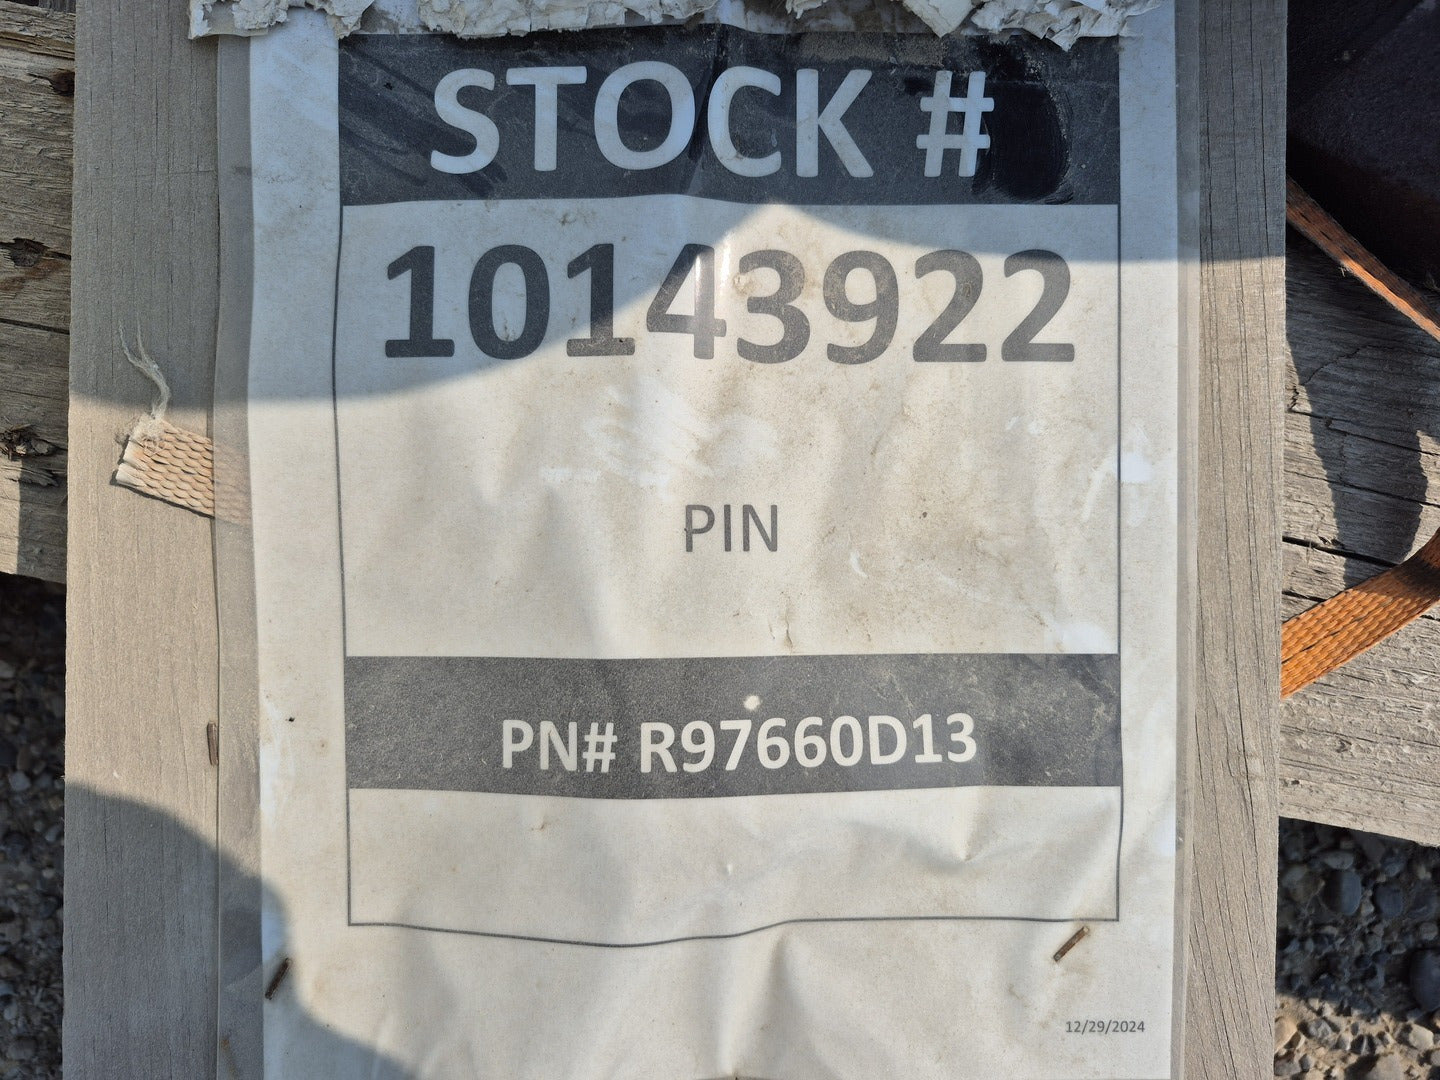 STOCK #
10143922
PIN
PN# R97660D13
12/29/2024